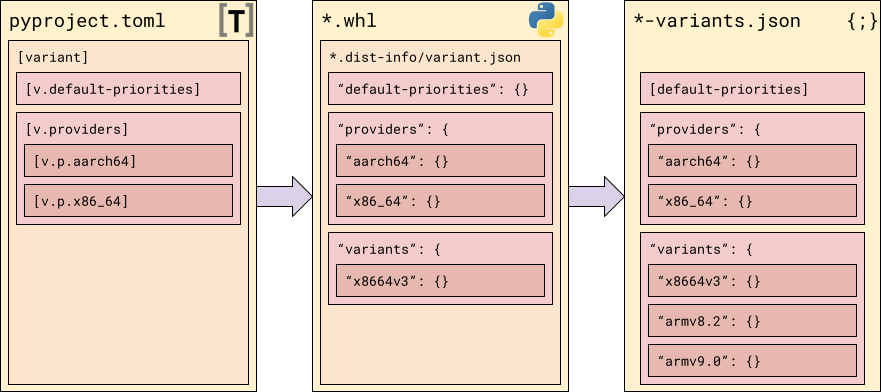 pyproject.toml [T]
[variant]
[v.default-priorities]
[v.providers]
[v.p.aarch64]
[v.p.x86_64]
*.whl
*.dist-info/variant.json
“default-priorities”: {}
“providers”: {
“aarch64”: {}
“x86_64”: {}
“variants”: {
“x8664v3”: {}
*-variants.json {;}
[default-priorities]
“providers”: {
“aarch64”: {}
“x86_64”: {}
“variants”: {
“x8664v3”: {}
“armv8.2”: {}
“armv9.0”: {}